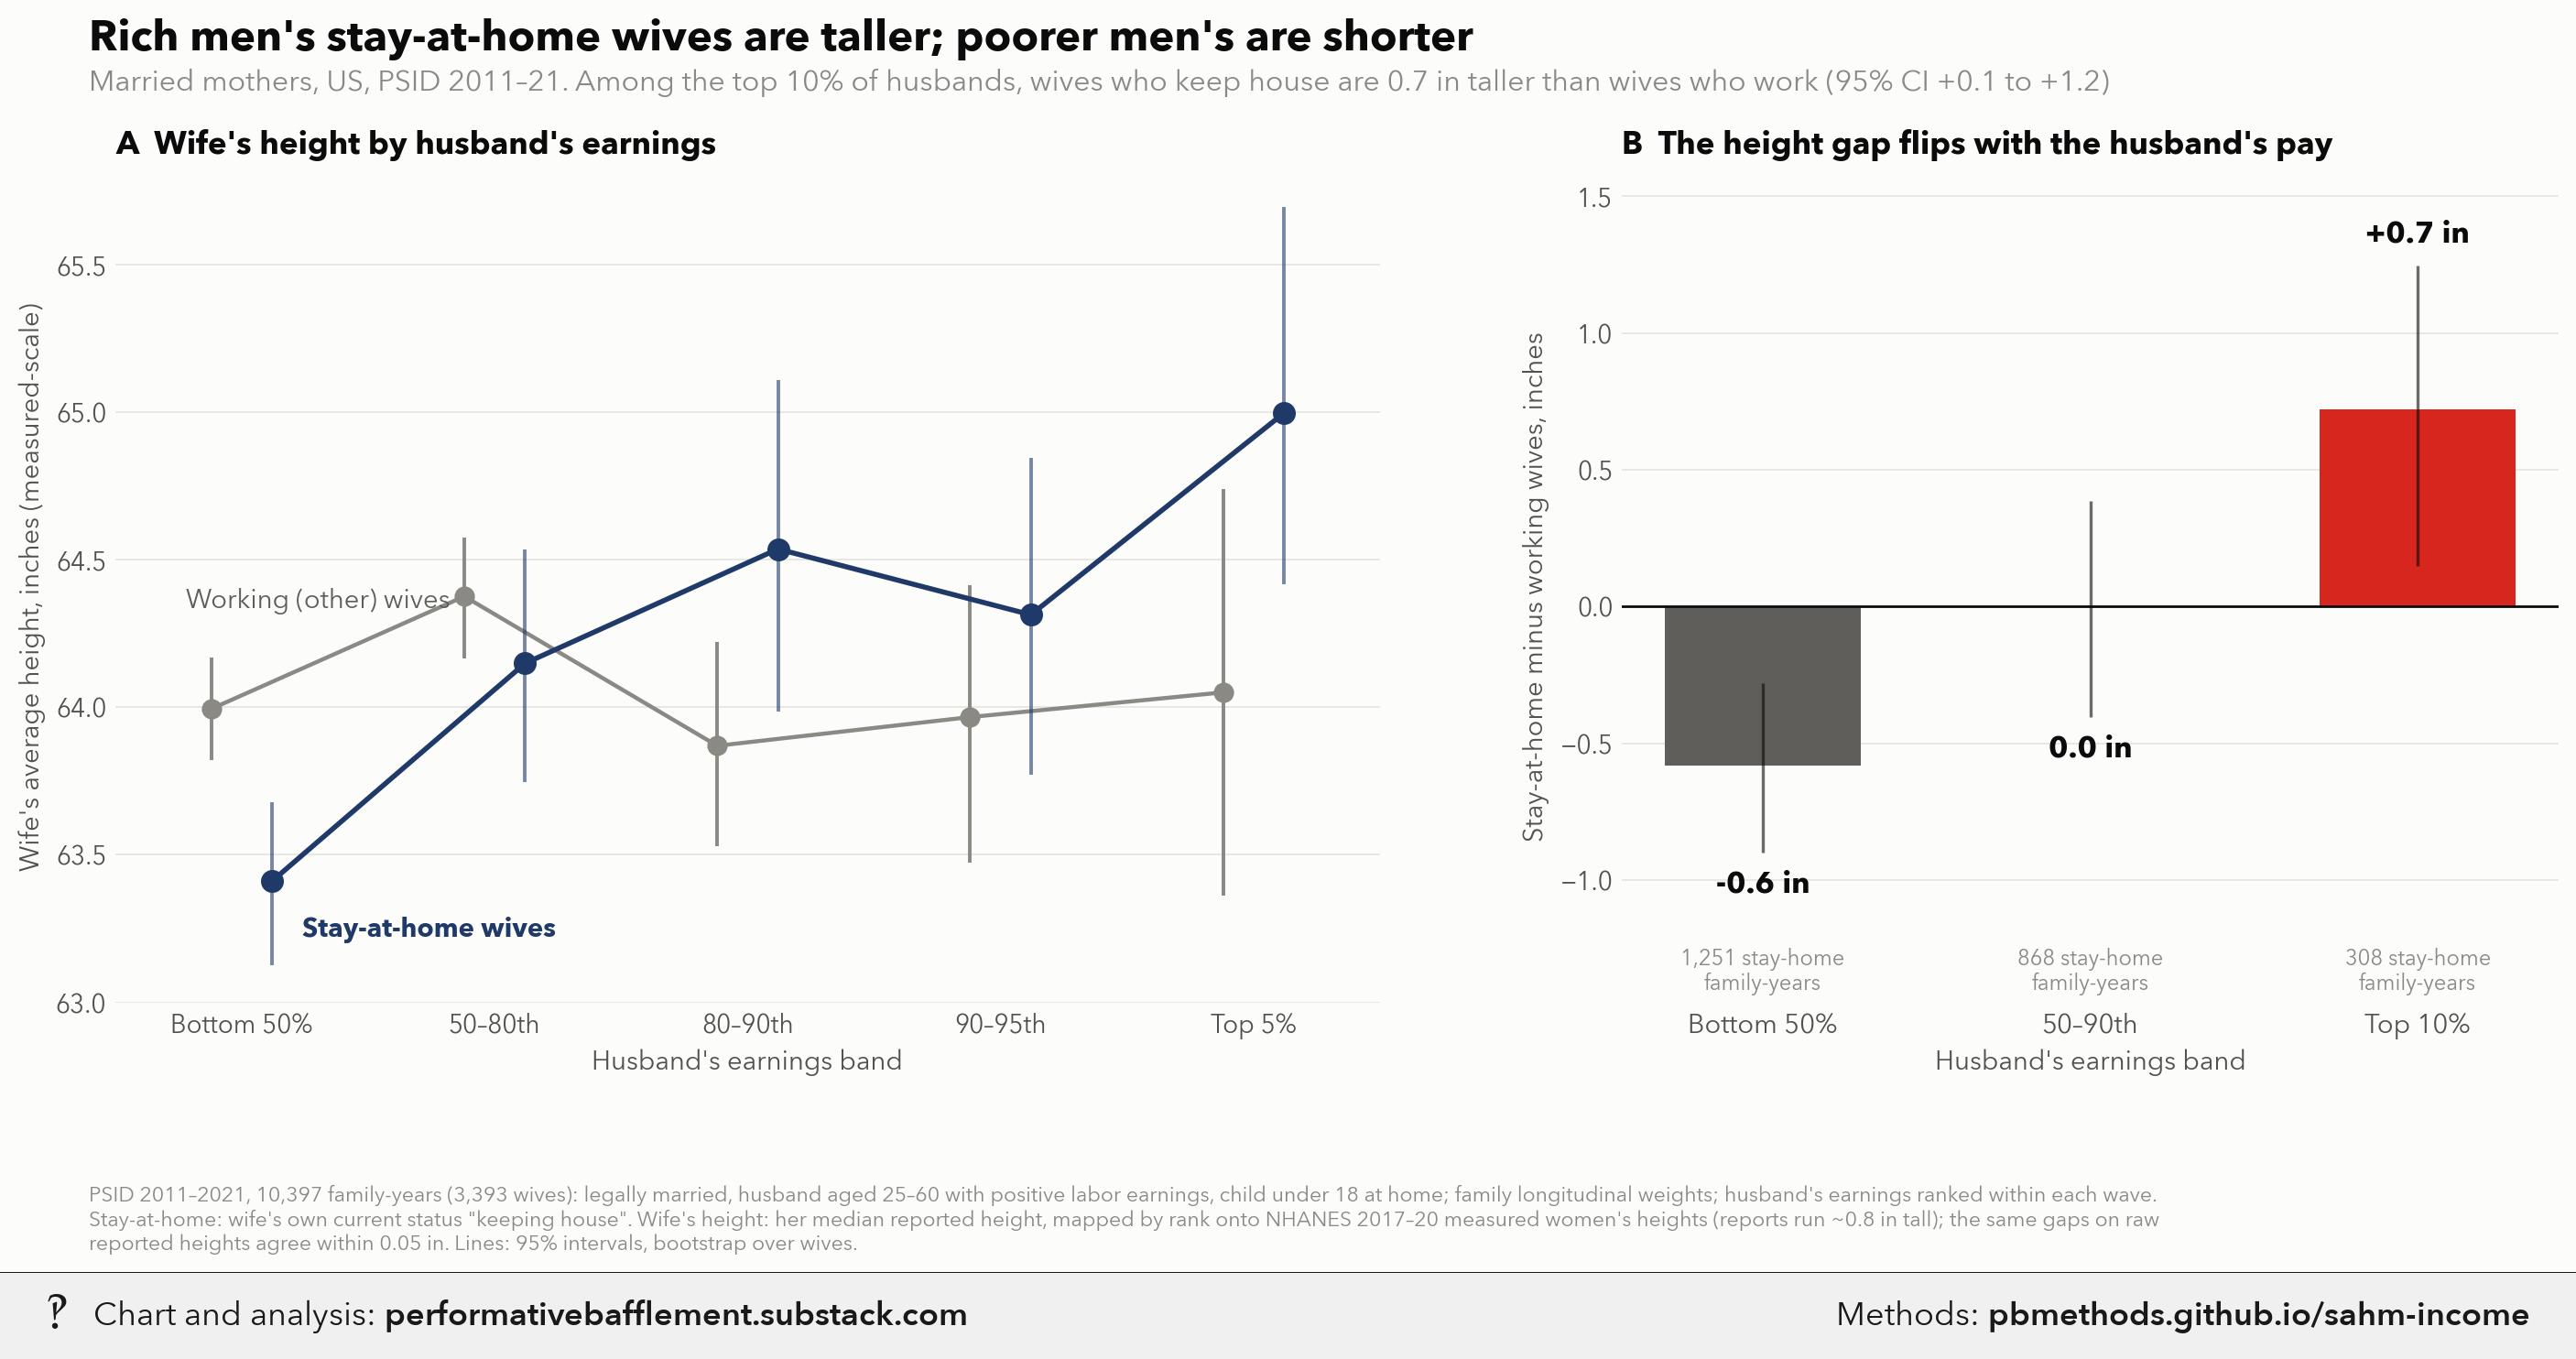 Rich men's stay-at-home wives are taller; poorer men's are shorter
Married mothers, US, PSID 2011–21. Among the top 10% of husbands, wives who keep house are 0.7 in taller than wives who work (95% CI +0.1 to +1.2)
A Wife's height by husband's earnings
Wife's average height, inches (measured-scale)
65.5
65.0
64.5
64.0
63.5
63.0
Working (other) wives
Stay-at-home wives
Bottom 50%
50–80th
80–90th
90–95th
Top 5%
Husband's earnings band
B The height gap flips with the husband's pay
Stay-at-home minus working wives, inches
1.5
1.0
0.5
0.0
−0.5
−1.0
+0.7 in
0.0 in
-0.6 in
1,251 stay-home
family-years
868 stay-home
family-years
308 stay-home
family-years
Bottom 50%
50–90th
Top 10%
Husband's earnings band
PSID 2011–2021, 10,397 family-years (3,393 wives): legally married, husband aged 25–60 with positive labor earnings, child under 18 at home; family longitudinal weights; husband's earnings ranked within each wave.
Stay-at-home: wife's own current status "keeping house". Wife's height: her median reported height, mapped by rank onto NHANES 2017–20 measured women's heights (reports run ~0.8 in tall); the same gaps on raw
reported heights agree within 0.05 in. Lines: 95% intervals, bootstrap over wives.
‽ Chart and analysis: performativebafflement.substack.com
Methods: pbmethods.github.io/sahm-income